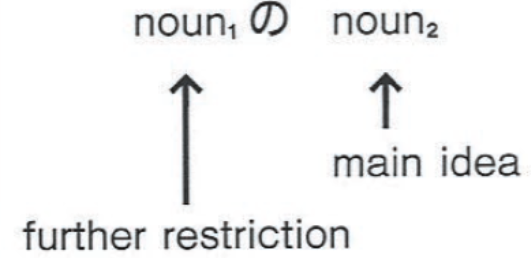 noun₁ の noun₂
main idea
further restriction